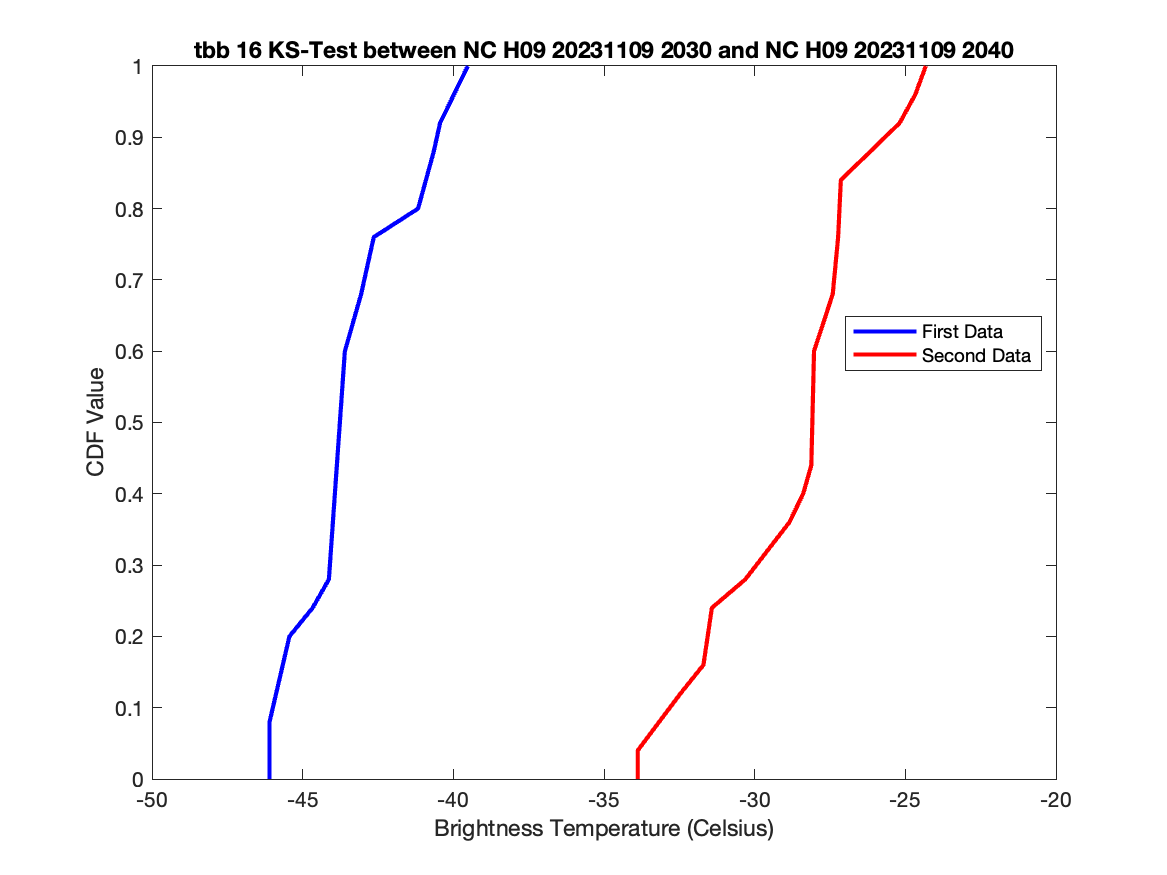 tbb 16 KS-Test between NC H09 20231109 2030 and NC H09 20231109 2040
1
0.9
0.8
0.7
0.6
0.5
0.4
0.3
0.2
0.1
0
CDF Value
First Data
Second Data
-50 -45 -40 -35 -30 -25 -20
Brightness Temperature (Celsius)